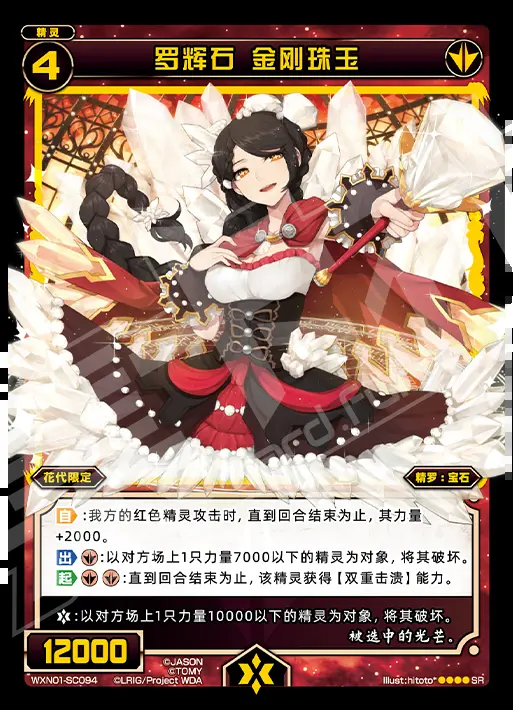 精灵
4
罗辉石 金刚珠玉
花代限定
精罗：宝石
自：我方的红色精灵攻击时，直到回合结束为止，其力量
+2000。
出：以对方场上1只力量7000以下的精灵为对象，将其破坏。
起：直到回合结束为止，该精灵获得【双重击溃】能力。
：以对方场上1只力量10000以下的精灵为对象，将其破坏。
被选中的光芒。
12000
©JASON
©TOMY
WXN01-SC094 ©LRIG/Project WDA
Illust:hitoto* SR